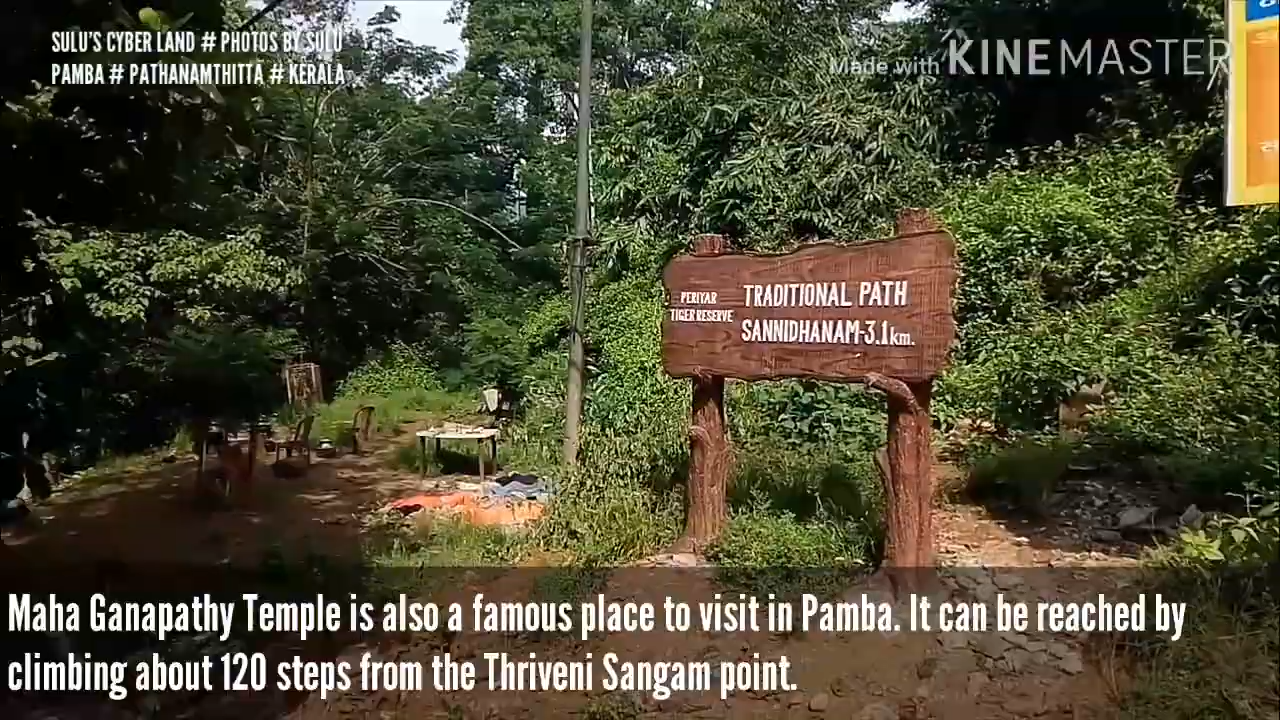 SULU'S CYBER LAND # PHOTOS BY SULU
PAMBA # PATHANAMTHITTA # KERALA
Made with KINEMASTER
PERIYAR
TIGER RESERVE
TRADITIONAL PATH
SANNIDHANAM-3.1km.
Maha Ganapathy Temple is also a famous place to visit in Pamba. It can be reached by
climbing about 120 steps from the Thriveni Sangam point.